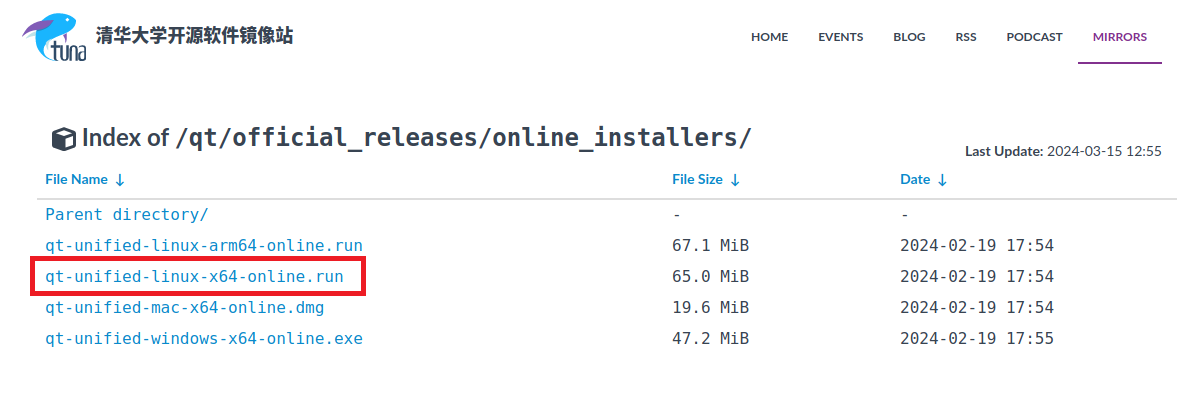 tuna 清华大学开源软件镜像站 HOME EVENTS BLOG RSS PODCAST MIRRORS
Index of /qt/official_releases/online_installers/
Last Update: 2024-03-15 12:55
File Name ↓ File Size ↓ Date ↓
Parent directory/ - -
qt-unified-linux-arm64-online.run 67.1 MiB 2024-02-19 17:54
qt-unified-linux-x64-online.run 65.0 MiB 2024-02-19 17:54
qt-unified-mac-x64-online.dmg 19.6 MiB 2024-02-19 17:54
qt-unified-windows-x64-online.exe 47.2 MiB 2024-02-19 17:55